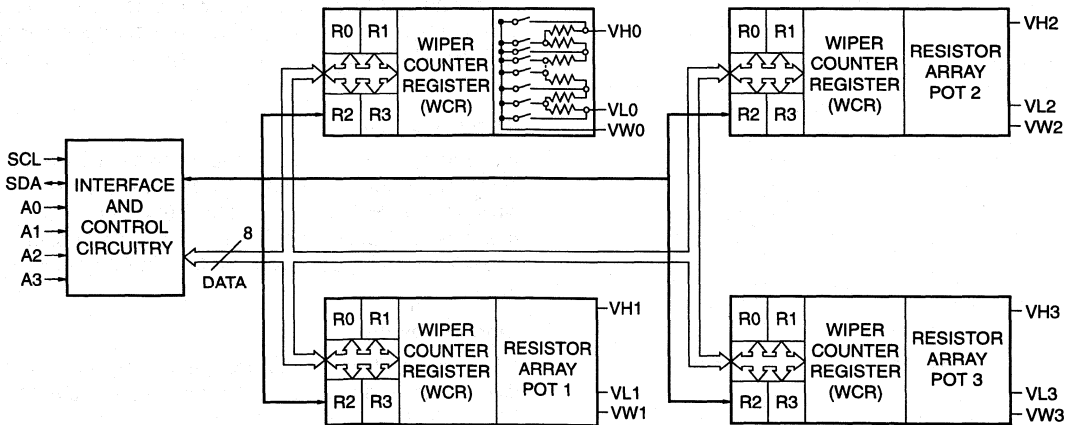 R0 R1
R2 R3
WIPER
COUNTER
REGISTER
(WCR)
VH0
VL0
VW0
R0 R1
R2 R3
WIPER
COUNTER
REGISTER
(WCR)
RESISTOR
ARRAY
POT 2
VH2
VL2
VW2
SCL
SDA
A0
A1
A2
A3
INTERFACE
AND
CONTROL
CIRCUITRY
8
DATA
R0 R1
R2 R3
WIPER
COUNTER
REGISTER
(WCR)
RESISTOR
ARRAY
POT 1
VH1
VL1
VW1
R0 R1
R2 R3
WIPER
COUNTER
REGISTER
(WCR)
RESISTOR
ARRAY
POT 3
VH3
VL3
VW3